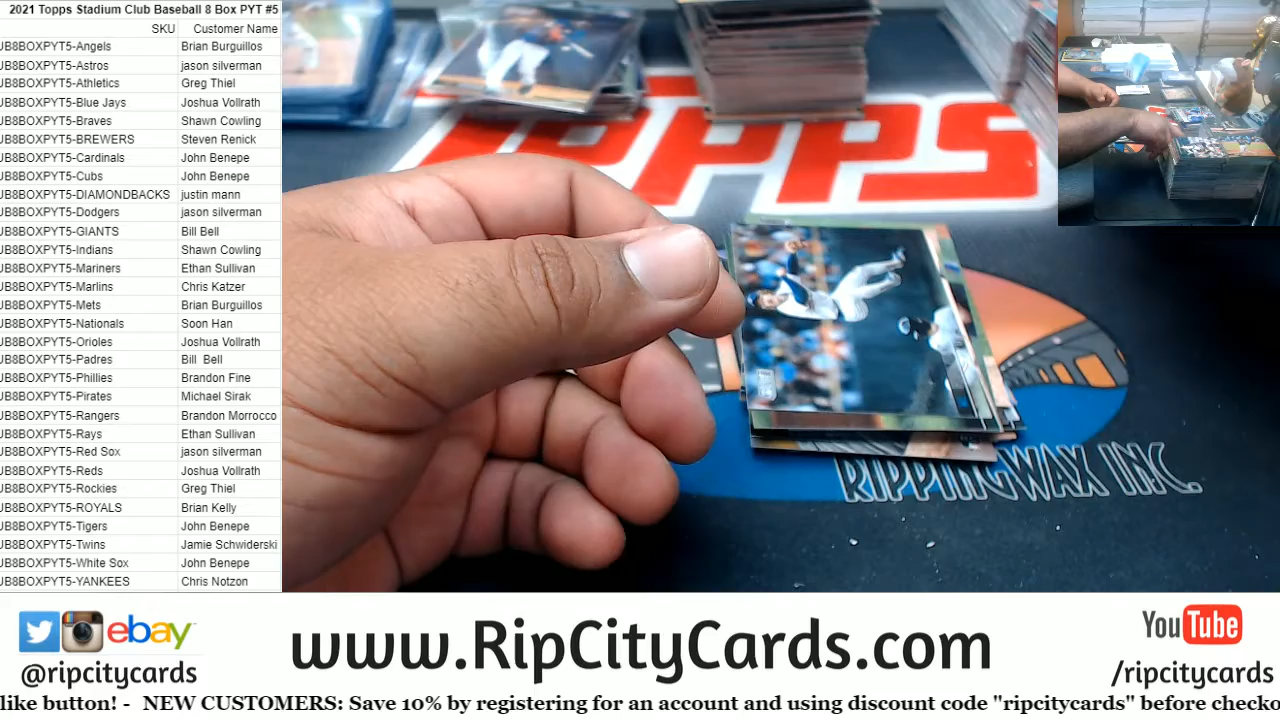 2021 Topps Stadium Club Baseball 8 Box PYT #5
SKU Customer Name
JB8BOXPYT5-Angels Brian Burguillos
JB8BOXPYT5-Astros jason silverman
JB8BOXPYT5-Athletics Greg Thiel
JB8BOXPYT5-Blue Jays Joshua Vollrath
JB8BOXPYT5-Braves Shawn Cowling
JB8BOXPYT5-BREWERS Steven Renick
JB8BOXPYT5-Cardinals John Benepe
JB8BOXPYT5-Cubs John Benepe
JB8BOXPYT5-DIAMONDBACKS justin mann
JB8BOXPYT5-Dodgers jason silverman
JB8BOXPYT5-GIANTS Bill Bell
JB8BOXPYT5-Indians Shawn Cowling
JB8BOXPYT5-Mariners Ethan Sullivan
JB8BOXPYT5-Marlins Chris Katzer
JB8BOXPYT5-Mets Brian Burguillos
JB8BOXPYT5-Nationals Soon Han
JB8BOXPYT5-Orioles Joshua Vollrath
JB8BOXPYT5-Padres Bill Bell
JB8BOXPYT5-Phillies Brandon Fine
JB8BOXPYT5-Pirates Michael Sirak
JB8BOXPYT5-Rangers Brandon Morrocco
JB8BOXPYT5-Rays Ethan Sullivan
JB8BOXPYT5-Red Sox jason silverman
JB8BOXPYT5-Reds Joshua Vollrath
JB8BOXPYT5-Rockies Greg Thiel
JB8BOXPYT5-ROYALS Brian Kelly
JB8BOXPYT5-Tigers John Benepe
JB8BOXPYT5-Twins Jamie Schwiderski
JB8BOXPYT5-White Sox John Benepe
JB8BOXPYT5-YANKEES Chris Notzon
TOPPS
RIPPINGWAX INC.
ebay
@ripcitycards
www.RipCityCards.com
YouTube
/ripcitycards
like button! - NEW CUSTOMERS: Save 10% by registering for an account and using discount code "ripcitycards" before checko